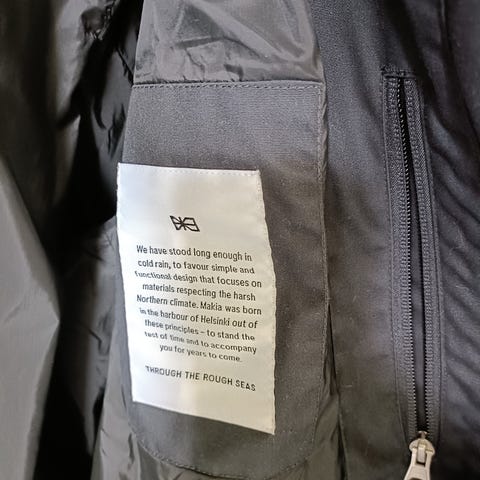 We have stood long enough in
cold rain, to favour simple and
functional design that focuses on
materials respecting the harsh
Northern climate. Makia was born
in the harbour of Helsinki out of
these principles – to stand the
test of time and to accompany
you for years to come.
THROUGH THE ROUGH SEAS